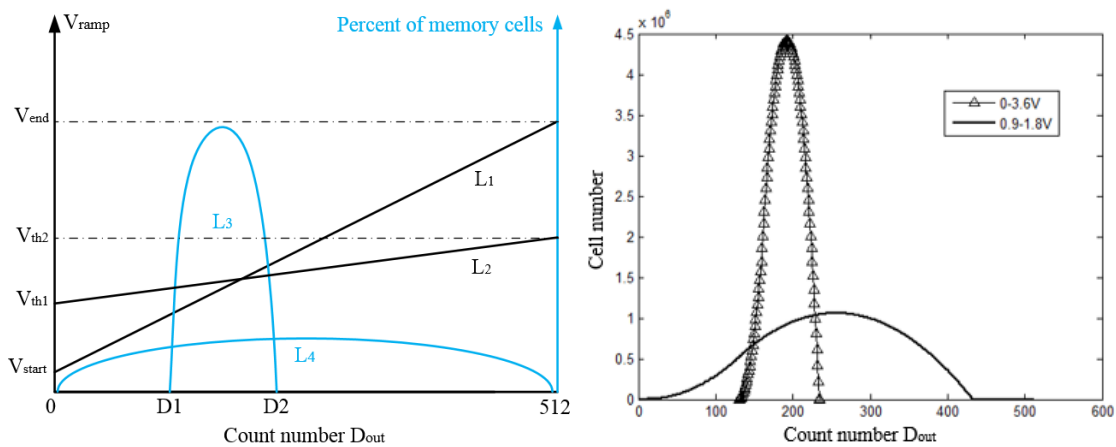 Vramp
Percent of memory cells
Vend
L1
L3
Vth2
L2
Vth1
L4
Vstart
0
D1
D2
512
Count number Dout
4.5 × 10⁶
4
3.5
3
2.5
2
1.5
1
0.5
0
0-3.6V
0.9-1.8V
Cell number
0 100 200 300 400 500 600
Count number Dout